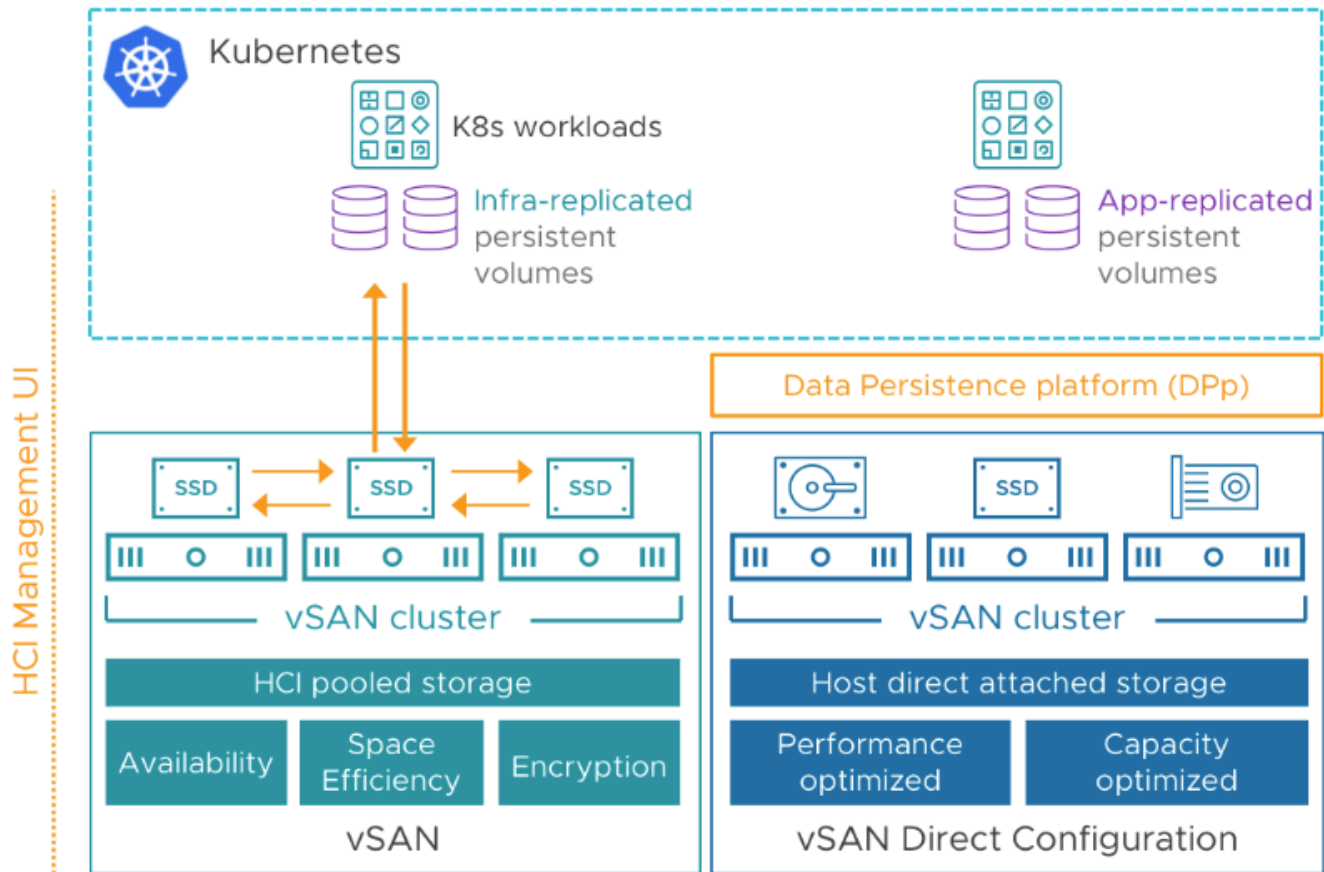 Kubernetes
K8s workloads
Infra-replicated
persistent
volumes
App-replicated
persistent
volumes
HCI Management UI
Data Persistence platform (DPp)
SSD
SSD
SSD
vSAN cluster
HCI pooled storage
Availability
Space
Efficiency
Encryption
vSAN
SSD
vSAN cluster
Host direct attached storage
Performance
optimized
Capacity
optimized
vSAN Direct Configuration